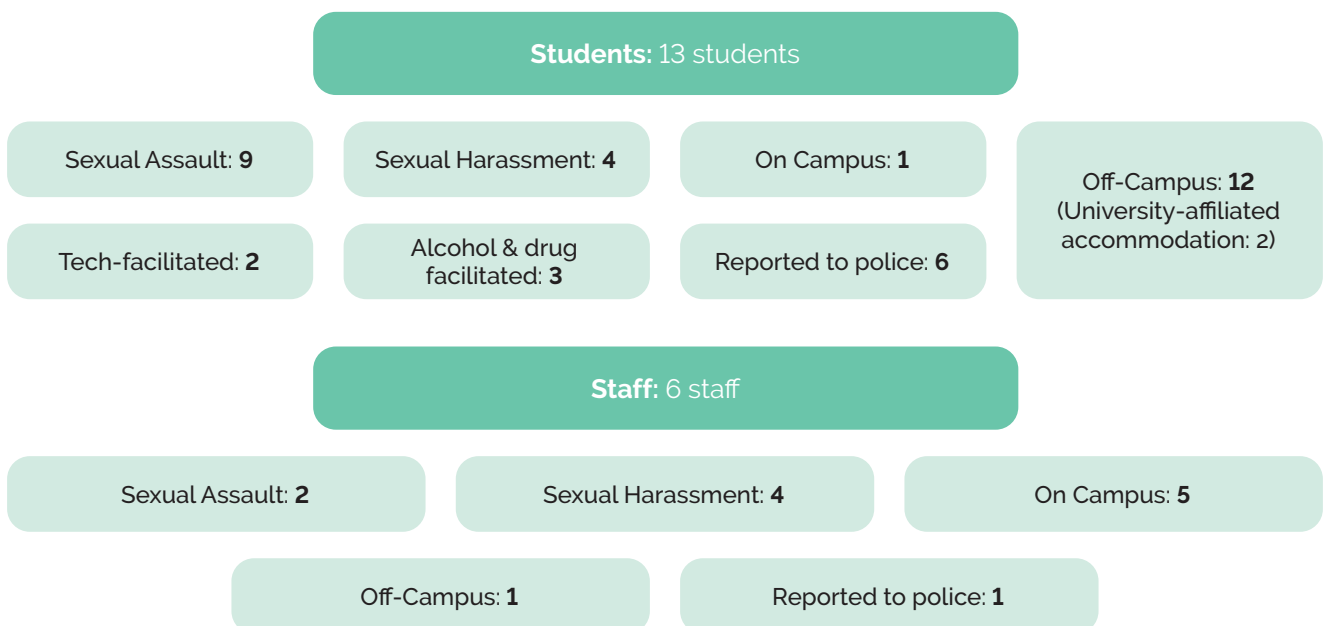 Students: 13 students
Sexual Assault: 9
Sexual Harassment: 4
On Campus: 1
Off-Campus: 12
(University-affiliated
accommodation: 2)
Tech-facilitated: 2
Alcohol & drug
facilitated: 3
Reported to police: 6
Staff: 6 staff
Sexual Assault: 2
Sexual Harassment: 4
On Campus: 5
Off-Campus: 1
Reported to police: 1